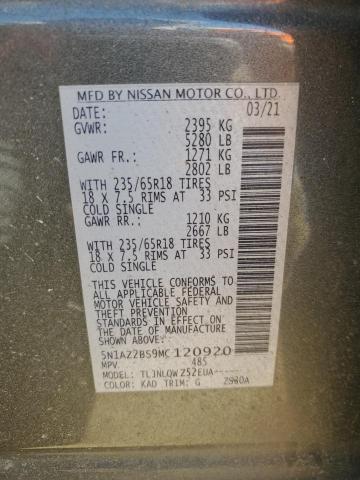 MFD BY NISSAN MOTOR CO., LTD.
DATE: 03/21
GVWR: 2395 KG
5280 LB
GAWR FR.: 1271 KG
2802 LB
WITH 235/65R18 TIRES
18 X 7.5 RIMS AT 33 PSI
COLD SINGLE
GAWR RR.: 1210 KG
2667 LB
WITH 235/65R18 TIRES
18 X 7.5 RIMS AT 33 PSI
COLD SINGLE
THIS VEHICLE CONFORMS TO
ALL APPLICABLE FEDERAL
MOTOR VEHICLE SAFETY AND
AND THEFT PREVENTION
STANDARDS IN EFFECT ON THE
DATE OF MANUFACTURE
SHOWN ABOVE:
5N1AZ2BS9MC120920
MPV 485
MODEL: TLJNLQWZ52EUA-----
COLOR: KAD TRIM: G